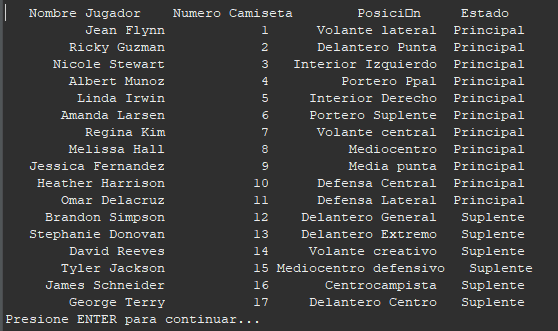 Nombre Jugador Numero Camiseta Posici□n Estado
Jean Flynn 1 Volante lateral Principal
Ricky Guzman 2 Delantero Punta Principal
Nicole Stewart 3 Interior Izquierdo Principal
Albert Munoz 4 Portero Ppal Principal
Linda Irwin 5 Interior Derecho Principal
Amanda Larsen 6 Portero Suplente Principal
Regina Kim 7 Volante central Principal
Melissa Hall 8 Mediocentro Principal
Jessica Fernandez 9 Media punta Principal
Heather Harrison 10 Defensa Central Principal
Omar Delacruz 11 Defensa Lateral Principal
Brandon Simpson 12 Delantero General Suplente
Stephanie Donovan 13 Delantero Extremo Suplente
David Reeves 14 Volante creativo Suplente
Tyler Jackson 15 Mediocentro defensivo Suplente
James Schneider 16 Centrocampista Suplente
George Terry 17 Delantero Centro Suplente
Presione ENTER para continuar...